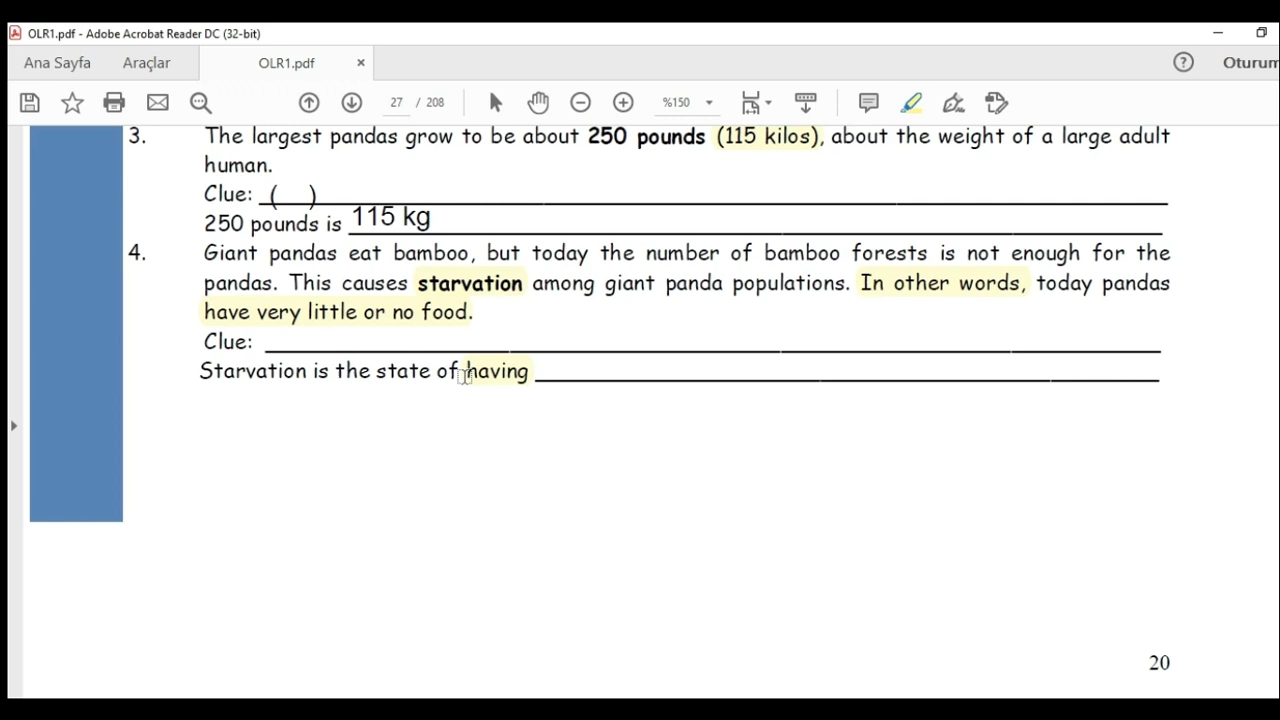 OLR1.pdf - Adobe Acrobat Reader DC (32-bit)
Ana Sayfa Araçlar OLR1.pdf × ? Oturum
27 / 208 %150
3. The largest pandas grow to be about 250 pounds (115 kilos), about the weight of a large adult
human.
Clue: ( )
250 pounds is 115 kg
4. Giant pandas eat bamboo, but today the number of bamboo forests is not enough for the
pandas. This causes starvation among giant panda populations. In other words, today pandas
have very little or no food.
Clue:
Starvation is the state of having
20